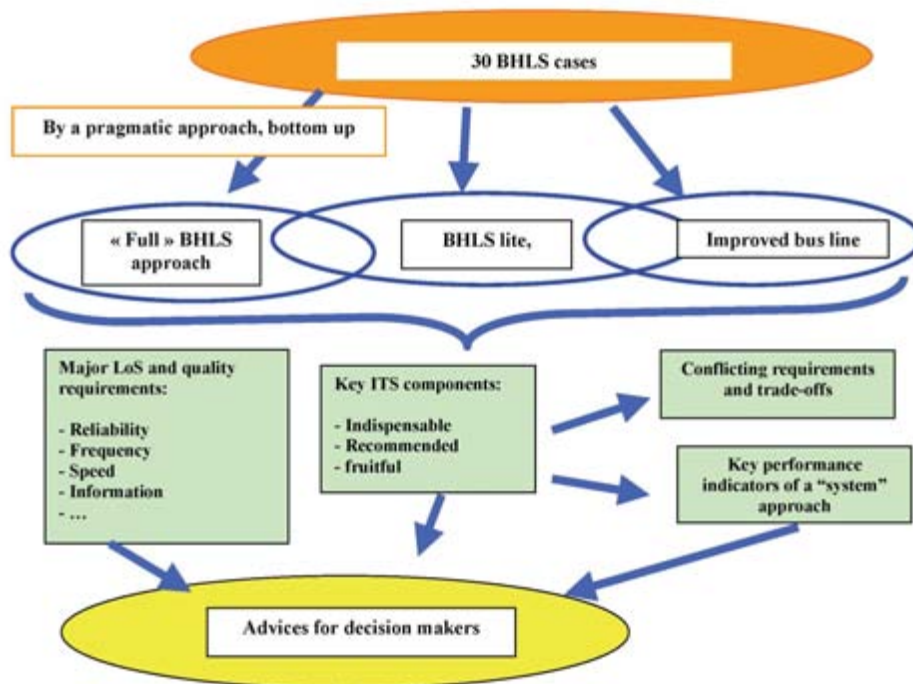 30 BHLS cases
By a pragmatic approach, bottom up
« Full » BHLS
approach
BHLS lite,
Improved bus line
Major LoS and quality
requirements:
- Reliability
- Frequency
- Speed
- Information
- ...
Key ITS components:
- Indispensable
- Recommended
- fruitful
Conflicting requirements
and trade-offs
Key performance
indicators of a “system”
approach
Advices for decision makers